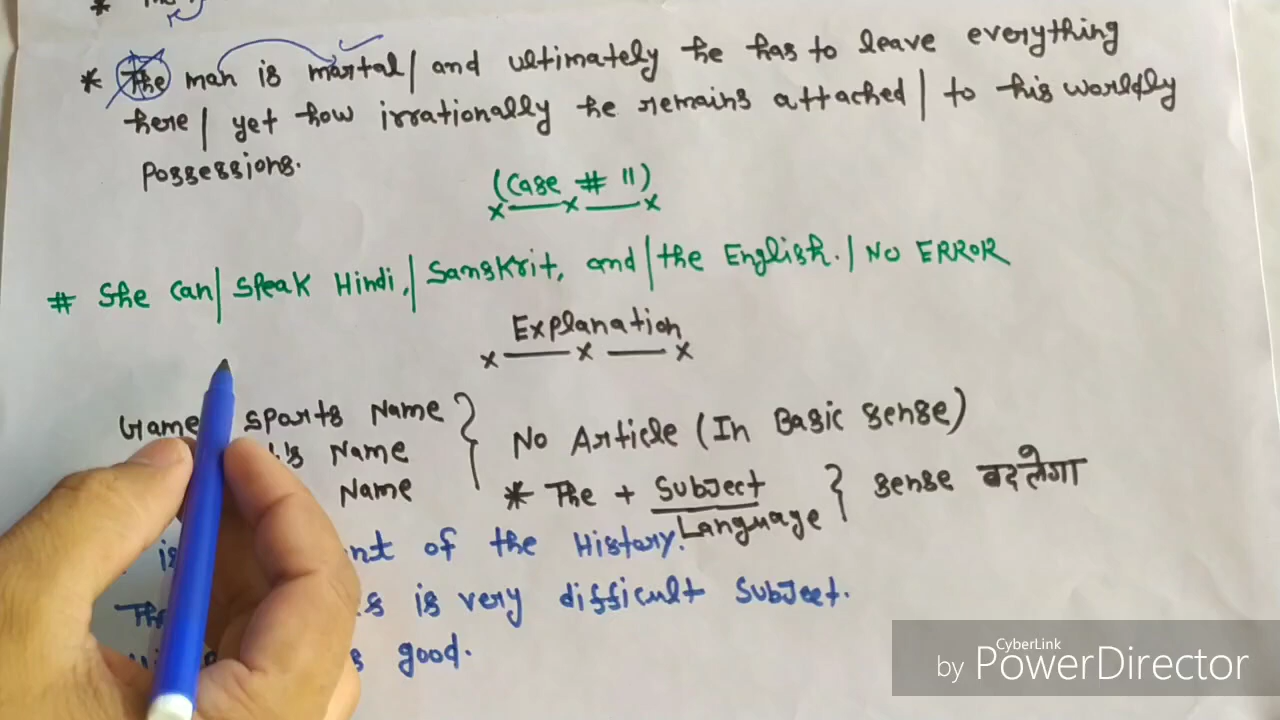 *
* The man is mortal/ and ultimately he has to leave everything
here/ yet how irrationally he remains attached/ to his worldly
possessions.
(Case # 11)
x — x — x
# She can/ speak Hindi,/ Sanskrit, and/ the English./ NO ERROR
Explanation
x — x — x
Game sports Name } No Article (In Basic sense)
Name
Name * The + Subject } sense बदलेगा
Language
of the History.
is very difficult subject.
good.
CyberLink
by PowerDirector